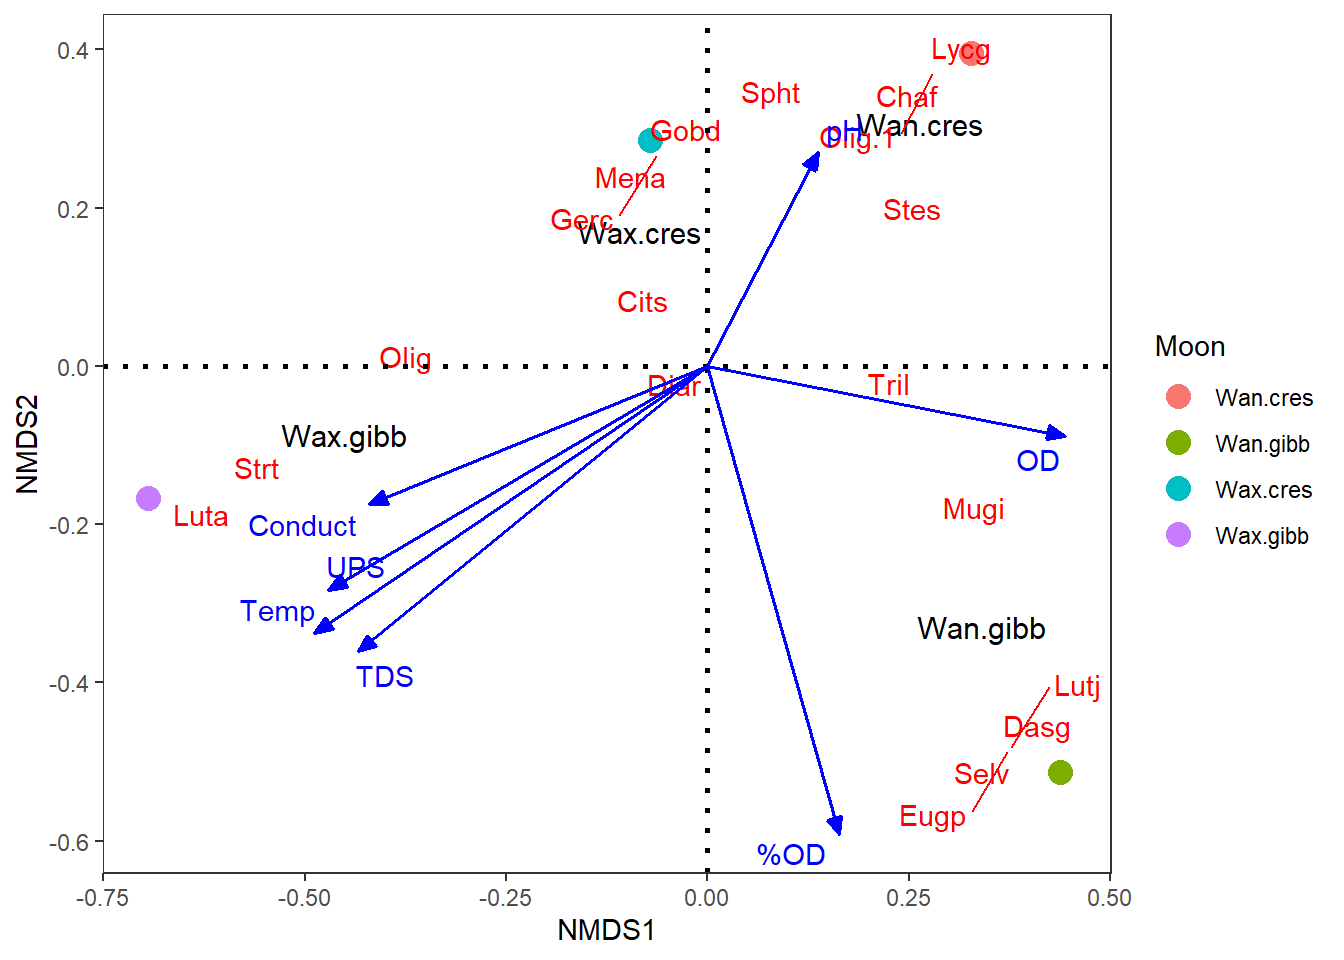 0.4
0.2
0.0
-0.2
-0.4
-0.6
NMDS2
Lycg
Spht
Chaf
Gobd
pH
Wan.cres
Olig.1
Mena
Stes
Gerc
Wax.cres
Cits
Olig
Diar
Tril
Wax.gibb
Strt
OD
Luta
Conduct
Mugi
UPS
Temp
Wan.gibb
TDS
Lutj
Dasg
Selv
Eugp
%OD
-0.75
-0.50
-0.25
0.00
0.25
0.50
NMDS1
Moon
Wan.cres
Wan.gibb
Wax.cres
Wax.gibb